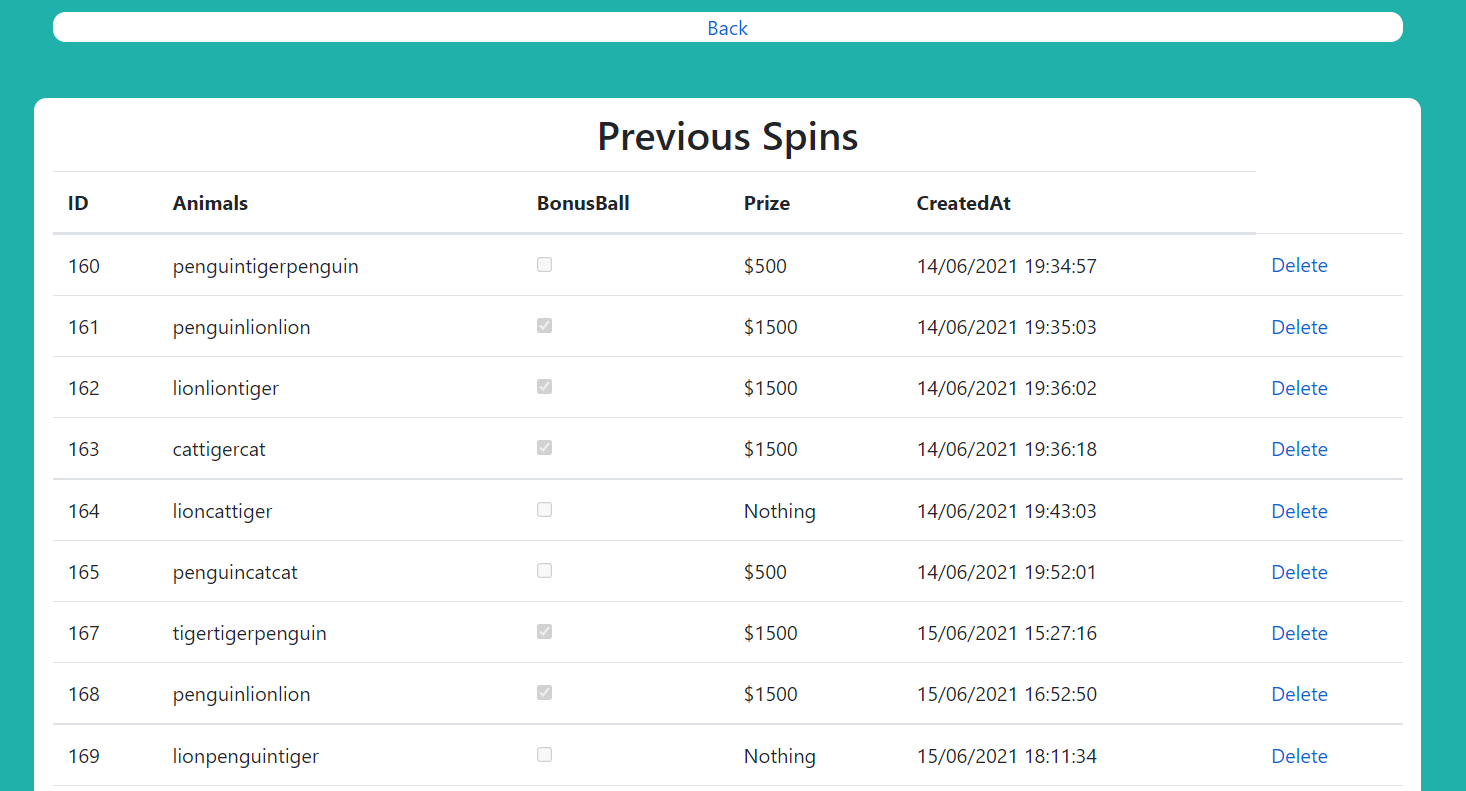 Back
Previous Spins
ID Animals BonusBall Prize CreatedAt
160 penguintigerpenguin $500 14/06/2021 19:34:57 Delete
161 penguinlionlion $1500 14/06/2021 19:35:03 Delete
162 lionliontiger $1500 14/06/2021 19:36:02 Delete
163 cattigercat $1500 14/06/2021 19:36:18 Delete
164 lioncattiger Nothing 14/06/2021 19:43:03 Delete
165 penguincatcat $500 14/06/2021 19:52:01 Delete
167 tigertigerpenguin $1500 15/06/2021 15:27:16 Delete
168 penguinlionlion $1500 15/06/2021 16:52:50 Delete
169 lionpenguintiger Nothing 15/06/2021 18:11:34 Delete